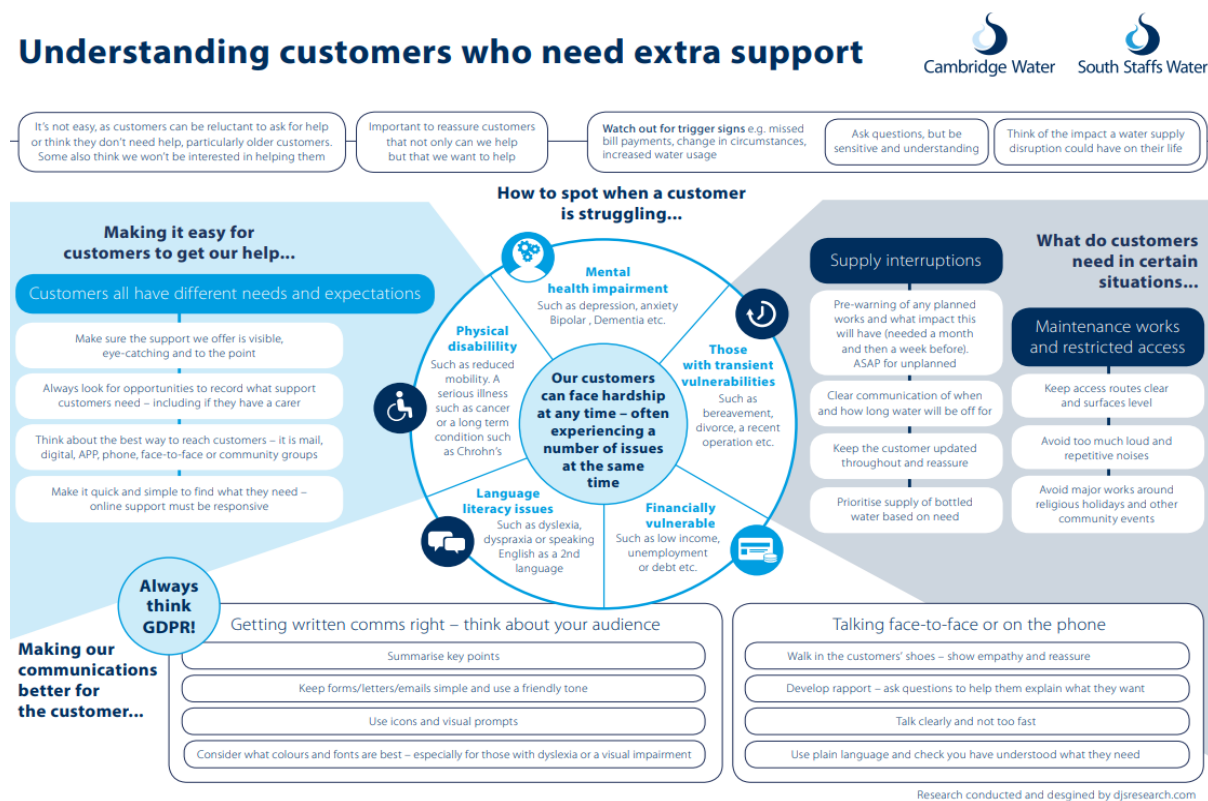 Understanding customers who need extra support
Cambridge Water
South Staffs Water
It's not easy, as customers can be reluctant to ask for help
or think they don't need help, particularly older customers.
Some also think we won't be interested in helping them
Important to reassure customers
that not only can we help
but that we want to help
Watch out for trigger signs e.g. missed
bill payments, change in circumstances,
increased water usage
Ask questions, but be
sensitive and understanding
Think of the impact a water supply
disruption could have on their life
How to spot when a customer
is struggling...
Making it easy for
customers to get our help...
Customers all have different needs and expectations
Make sure the support we offer is visible,
eye-catching and to the point
Always look for opportunities to record what support
customers need – including if they have a carer
Think about the best way to reach customers – it is mail,
digital, APP, phone, face-to-face or community groups
Make it quick and simple to find what they need –
online support must be responsive
Mental
health impairment
Such as depression, anxiety
Bipolar , Dementia etc.
Physical
disabilility
Such as reduced
mobility. A
serious illness
such as cancer
or a long term
condition such
as Chrohn's
Those
with transient
vulnerabilities
Such as
bereavement,
divorce, a recent
operation etc.
Our customers
can face hardship
at any time – often
experiencing a
number of issues
at the same
time
Language
literacy issues
Such as dyslexia,
dyspraxia or speaking
English as a 2nd
language
Financially
vulnerable
Such as low income,
unemployment
or debt etc.
What do customers
need in certain
situations...
Supply interruptions
Pre-warning of any planned
works and what impact this
will have (needed a month
and then a week before).
ASAP for unplanned
Clear communication of when
and how long water will be off for
Keep the customer updated
throughout and reassure
Prioritise supply of bottled
water based on need
Maintenance works
and restricted access
Keep access routes clear
and surfaces level
Avoid too much loud and
repetitive noises
Avoid major works around
religious holidays and other
community events
Always
think
GDPR!
Making our
communications
better for
the customer...
Getting written comms right – think about your audience
Summarise key points
Keep forms/letters/emails simple and use a friendly tone
Use icons and visual prompts
Consider what colours and fonts are best – especially for those with dyslexia or a visual impairment
Talking face-to-face or on the phone
Walk in the customers' shoes – show empathy and reassure
Develop rapport – ask questions to help them explain what they want
Talk clearly and not too fast
Use plain language and check you have understood what they need
Research conducted and desgined by djsresearch.com